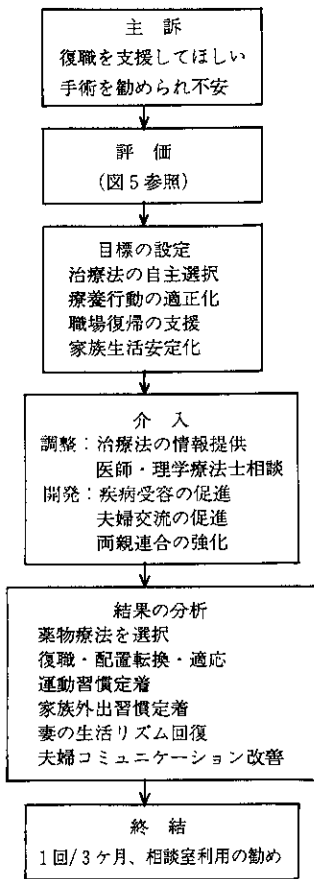 主 訴
復職を支援してほしい
手術を勧められ不安
評 価
(図5参照)
目標の設定
治療法の自主選択
療養行動の適正化
職場復帰の支援
家族生活安定化
介 入
調整:治療法の情報提供
医師・理学療法士相談
開発:疾病受容の促進
夫婦交流の促進
両親連合の強化
結果の分析
薬物療法を選択
復職・配置転換・適応
運動習慣定着
家族外出習慣定着
妻の生活リズム回復
夫婦コミュニケーション改善
終 結
1回/3ヶ月、相談室利用の勧め